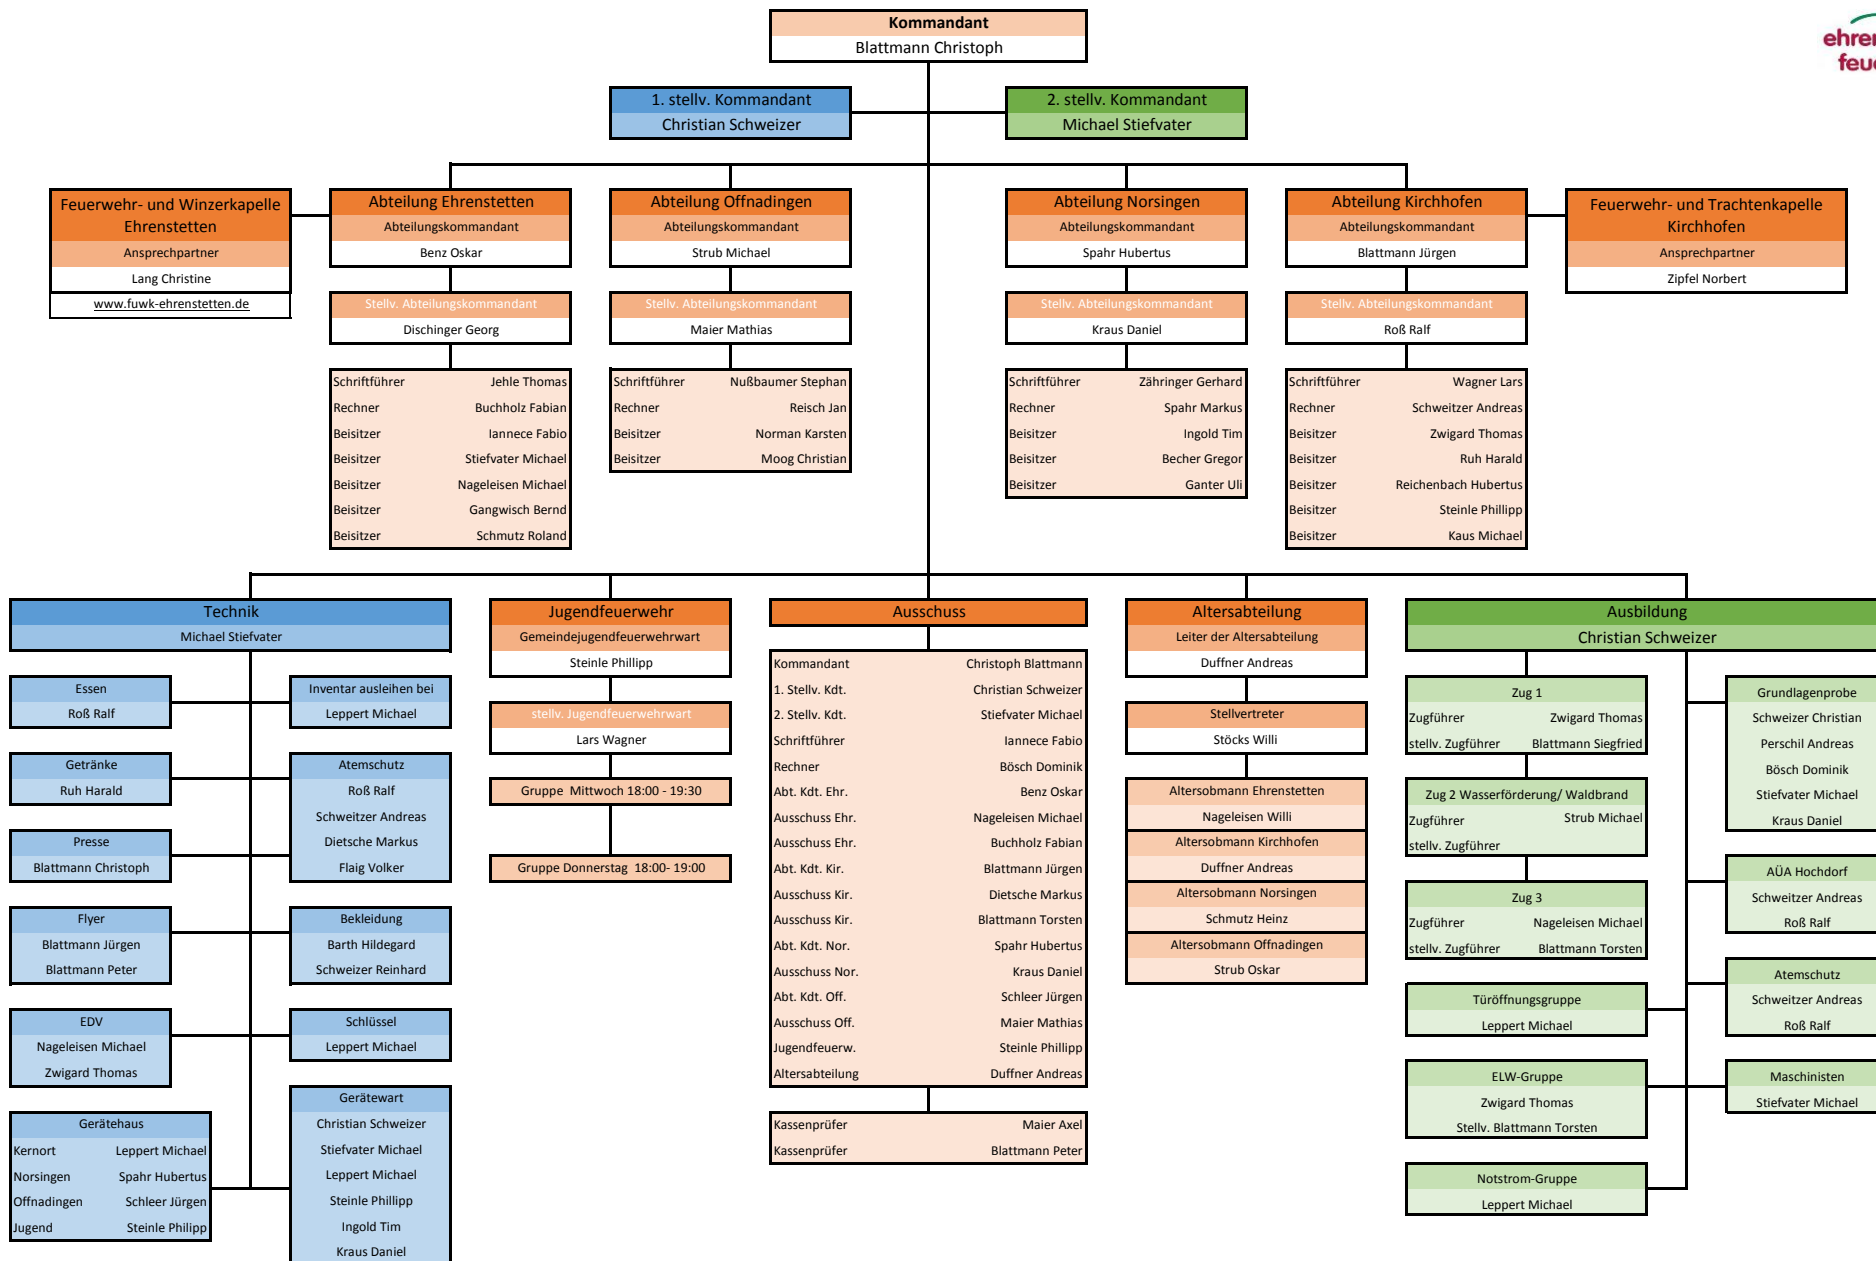 Kommandant
Blattmann Christoph
1. stellv. Kommandant
Christian Schweizer
2. stellv. Kommandant
Michael Stiefvater
Feuerwehr- und Winzerkapelle
Ehrenstetten
Ansprechpartner
Lang Christine
www.fuwk-ehrenstetten.de
Abteilung Ehrenstetten
Abteilungskommandant
Benz Oskar
Stellv. Abteilungskommandant
Dischinger Georg
Schriftführer Jehle Thomas
Rechner Buchholz Fabian
Beisitzer Iannece Fabio
Beisitzer Stiefvater Michael
Beisitzer Nageleisen Michael
Beisitzer Gangwisch Bernd
Beisitzer Schmutz Roland
Abteilung Offnadingen
Abteilungskommandant
Strub Michael
Stellv. Abteilungskommandant
Maier Mathias
Schriftführer Nußbaumer Stephan
Rechner Reisch Jan
Beisitzer Norman Karsten
Beisitzer Moog Christian
Abteilung Norsingen
Abteilungskommandant
Spahr Hubertus
Stellv. Abteilungskommandant
Kraus Daniel
Schriftführer Zähringer Gerhard
Rechner Spahr Markus
Beisitzer Ingold Tim
Beisitzer Becher Gregor
Beisitzer Ganter Uli
Abteilung Kirchhofen
Abteilungskommandant
Blattmann Jürgen
Stellv. Abteilungskommandant
Roß Ralf
Schriftführer Wagner Lars
Rechner Schweitzer Andreas
Beisitzer Zwigard Thomas
Beisitzer Ruh Harald
Beisitzer Reichenbach Hubertus
Beisitzer Steinle Phillipp
Beisitzer Kaus Michael
Feuerwehr- und Trachtenkapelle
Kirchhofen
Ansprechpartner
Zipfel Norbert
Technik
Michael Stiefvater
Essen
Roß Ralf
Getränke
Ruh Harald
Presse
Blattmann Christoph
Flyer
Blattmann Jürgen
Blattmann Peter
EDV
Nageleisen Michael
Zwigard Thomas
Gerätehaus
Kernort Leppert Michael
Norsingen Spahr Hubertus
Offnadingen Schleer Jürgen
Jugend Steinle Philipp
Inventar ausleihen bei
Leppert Michael
Atemschutz
Roß Ralf
Schweitzer Andreas
Dietsche Markus
Flaig Volker
Bekleidung
Barth Hildegard
Schweizer Reinhard
Schlüssel
Leppert Michael
Gerätewart
Christian Schweizer
Stiefvater Michael
Leppert Michael
Steinle Phillipp
Ingold Tim
Kraus Daniel
Jugendfeuerwehr
Gemeindejugendfeuerwehrwart
Steinle Phillipp
stellv. Jugendfeuerwehrwart
Lars Wagner
Gruppe Mittwoch 18:00 - 19:30
Gruppe Donnerstag 18:00- 19:00
Ausschuss
Kommandant Christoph Blattmann
1. Stellv. Kdt. Christian Schweizer
2. Stellv. Kdt. Stiefvater Michael
Schriftführer Iannece Fabio
Rechner Bösch Dominik
Abt. Kdt. Ehr. Benz Oskar
Ausschuss Ehr. Nageleisen Michael
Ausschuss Ehr. Buchholz Fabian
Abt. Kdt. Kir. Blattmann Jürgen
Ausschuss Kir. Dietsche Markus
Ausschuss Kir. Blattmann Torsten
Abt. Kdt. Nor. Spahr Hubertus
Ausschuss Nor. Kraus Daniel
Abt. Kdt. Off. Schleer Jürgen
Ausschuss Off. Maier Mathias
Jugendfeuerw. Steinle Phillipp
Altersabteilung Duffner Andreas
Kassenprüfer Maier Axel
Kassenprüfer Blattmann Peter
Altersabteilung
Leiter der Altersabteilung
Duffner Andreas
Stellvertreter
Stöcks Willi
Altersobmann Ehrenstetten
Nageleisen Willi
Altersobmann Kirchhofen
Duffner Andreas
Altersobmann Norsingen
Schmutz Heinz
Altersobmann Offnadingen
Strub Oskar
Ausbildung
Christian Schweizer
Zug 1
Zugführer Zwigard Thomas
stellv. Zugführer Blattmann Siegfried
Zug 2 Wasserförderung/ Waldbrand
Zugführer Strub Michael
stellv. Zugführer
Zug 3
Zugführer Nageleisen Michael
stellv. Zugführer Blattmann Torsten
Türöffnungsgruppe
Leppert Michael
ELW-Gruppe
Zwigard Thomas
Stellv. Blattmann Torsten
Notstrom-Gruppe
Leppert Michael
Grundlagenprobe
Schweizer Christian
Perschil Andreas
Bösch Dominik
Stiefvater Michael
Kraus Daniel
AÜA Hochdorf
Schweitzer Andreas
Roß Ralf
Atemschutz
Schweitzer Andreas
Roß Ralf
Maschinisten
Stiefvater Michael